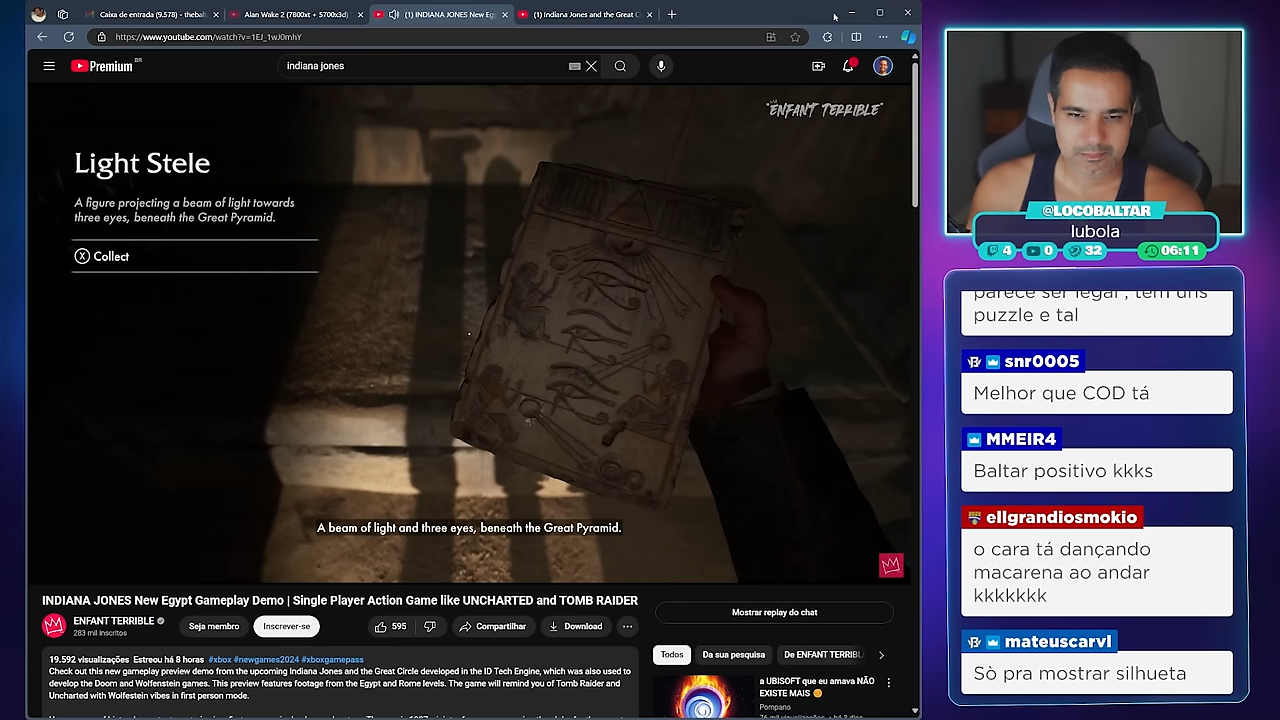 Caixa de entrada (9.578) - thebalt
Alan Wake 2 (7800xt + 5700x3d)
(1) INDIANA JONES New Eg
(1) Indiana Jones and the Great C
https://www.youtube.com/watch?v=1EJ_1wJ0mhY
Premium BR
indiana jones
"ENFANT TERRIBLE"
Light Stele
A figure projecting a beam of light towards
three eyes, beneath the Great Pyramid.
X Collect
A beam of light and three eyes, beneath the Great Pyramid.
INDIANA JONES New Egypt Gameplay Demo | Single Player Action Game like UNCHARTED and TOMB RAIDER
ENFANT TERRIBLE
283 mil inscritos
Seja membro
Inscrever-se
595
Compartilhar
Download
19.592 visualizações Estreou há 8 horas #xbox #newgames2024 #xboxgamepass
Check out this new gameplay preview demo from the upcoming Indiana Jones and the Great Circle developed in the ID Tech Engine, which was also used to
develop the Doom and Wolfenstein games. This preview features footage from the Egypt and Rome levels. The game will remind you of Tomb Raider and
Uncharted with Wolfestein vibes in first person mode.
Mostrar replay do chat
Todos
Da sua pesquisa
De ENFANT TERRIBL
a UBISOFT que eu amava NÃO
EXISTE MAIS
Pompano
@LOCOBALTAR
lubola
4
0
32
06:11
parece ser legal , tem uns
puzzle e tal
snr0005
Melhor que COD tá
MMEIR4
Baltar positivo kkks
ellgrandiosmokio
o cara tá dançando
macarena ao andar
kkkkkkk
mateuscarvl
Sò pra mostrar silhueta